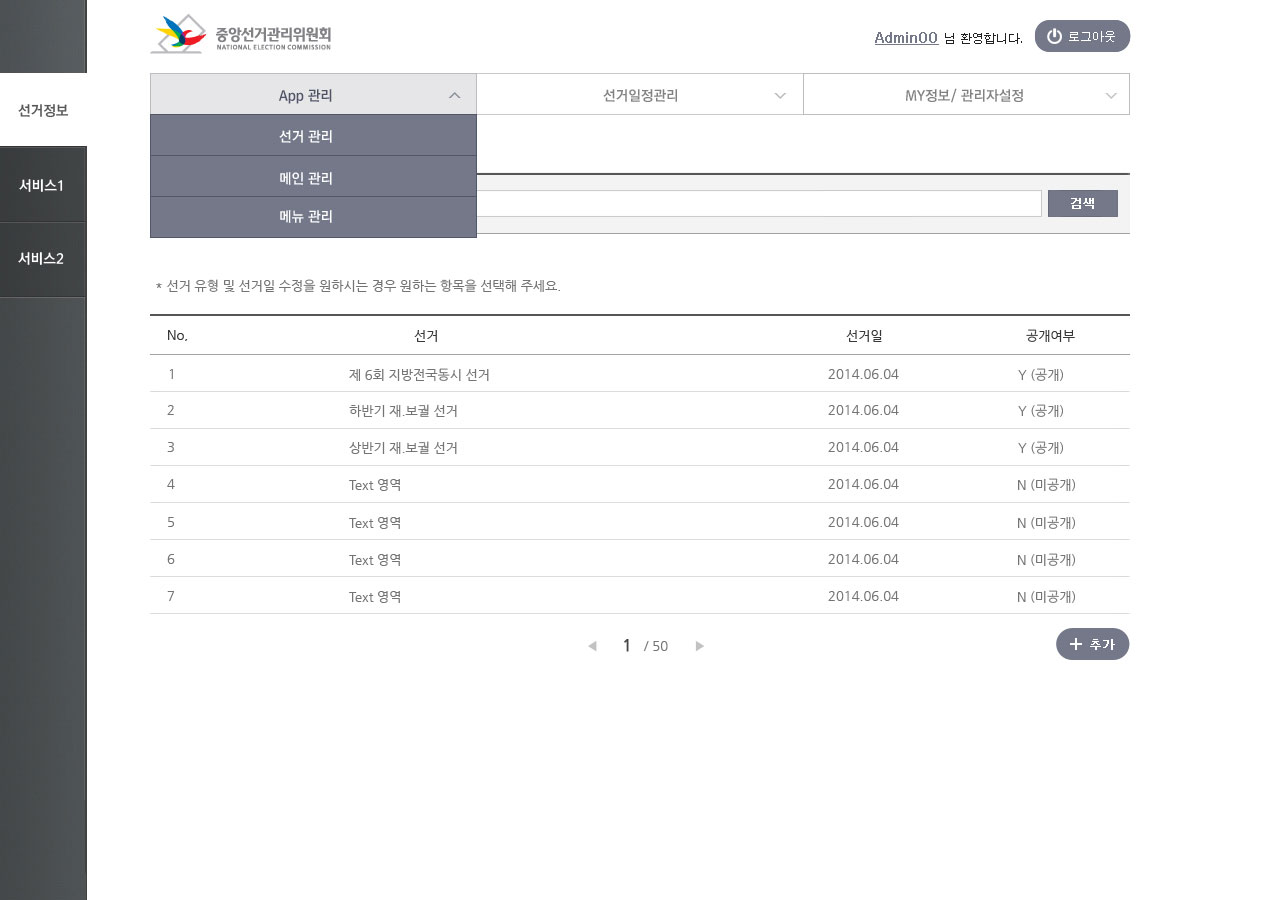 중앙선거관리위원회
NATIONAL ELECTION COMMISSION
Admin00 님 환영합니다.
로그아웃
App 관리
선거일정관리
MY정보/ 관리자설정
선거정보
서비스1
서비스2
선거 관리
메인 관리
메뉴 관리
검색
* 선거 유형 및 선거일 수정을 원하시는 경우 원하는 항목을 선택해 주세요.
No, 선거 선거일 공개여부
1 제 6회 지방전국동시 선거 2014.06.04 Y (공개)
2 하반기 재.보궐 선거 2014.06.04 Y (공개)
3 상반기 재.보궐 선거 2014.06.04 Y (공개)
4 Text 영역 2014.06.04 N (미공개)
5 Text 영역 2014.06.04 N (미공개)
6 Text 영역 2014.06.04 N (미공개)
7 Text 영역 2014.06.04 N (미공개)
1 / 50
추가